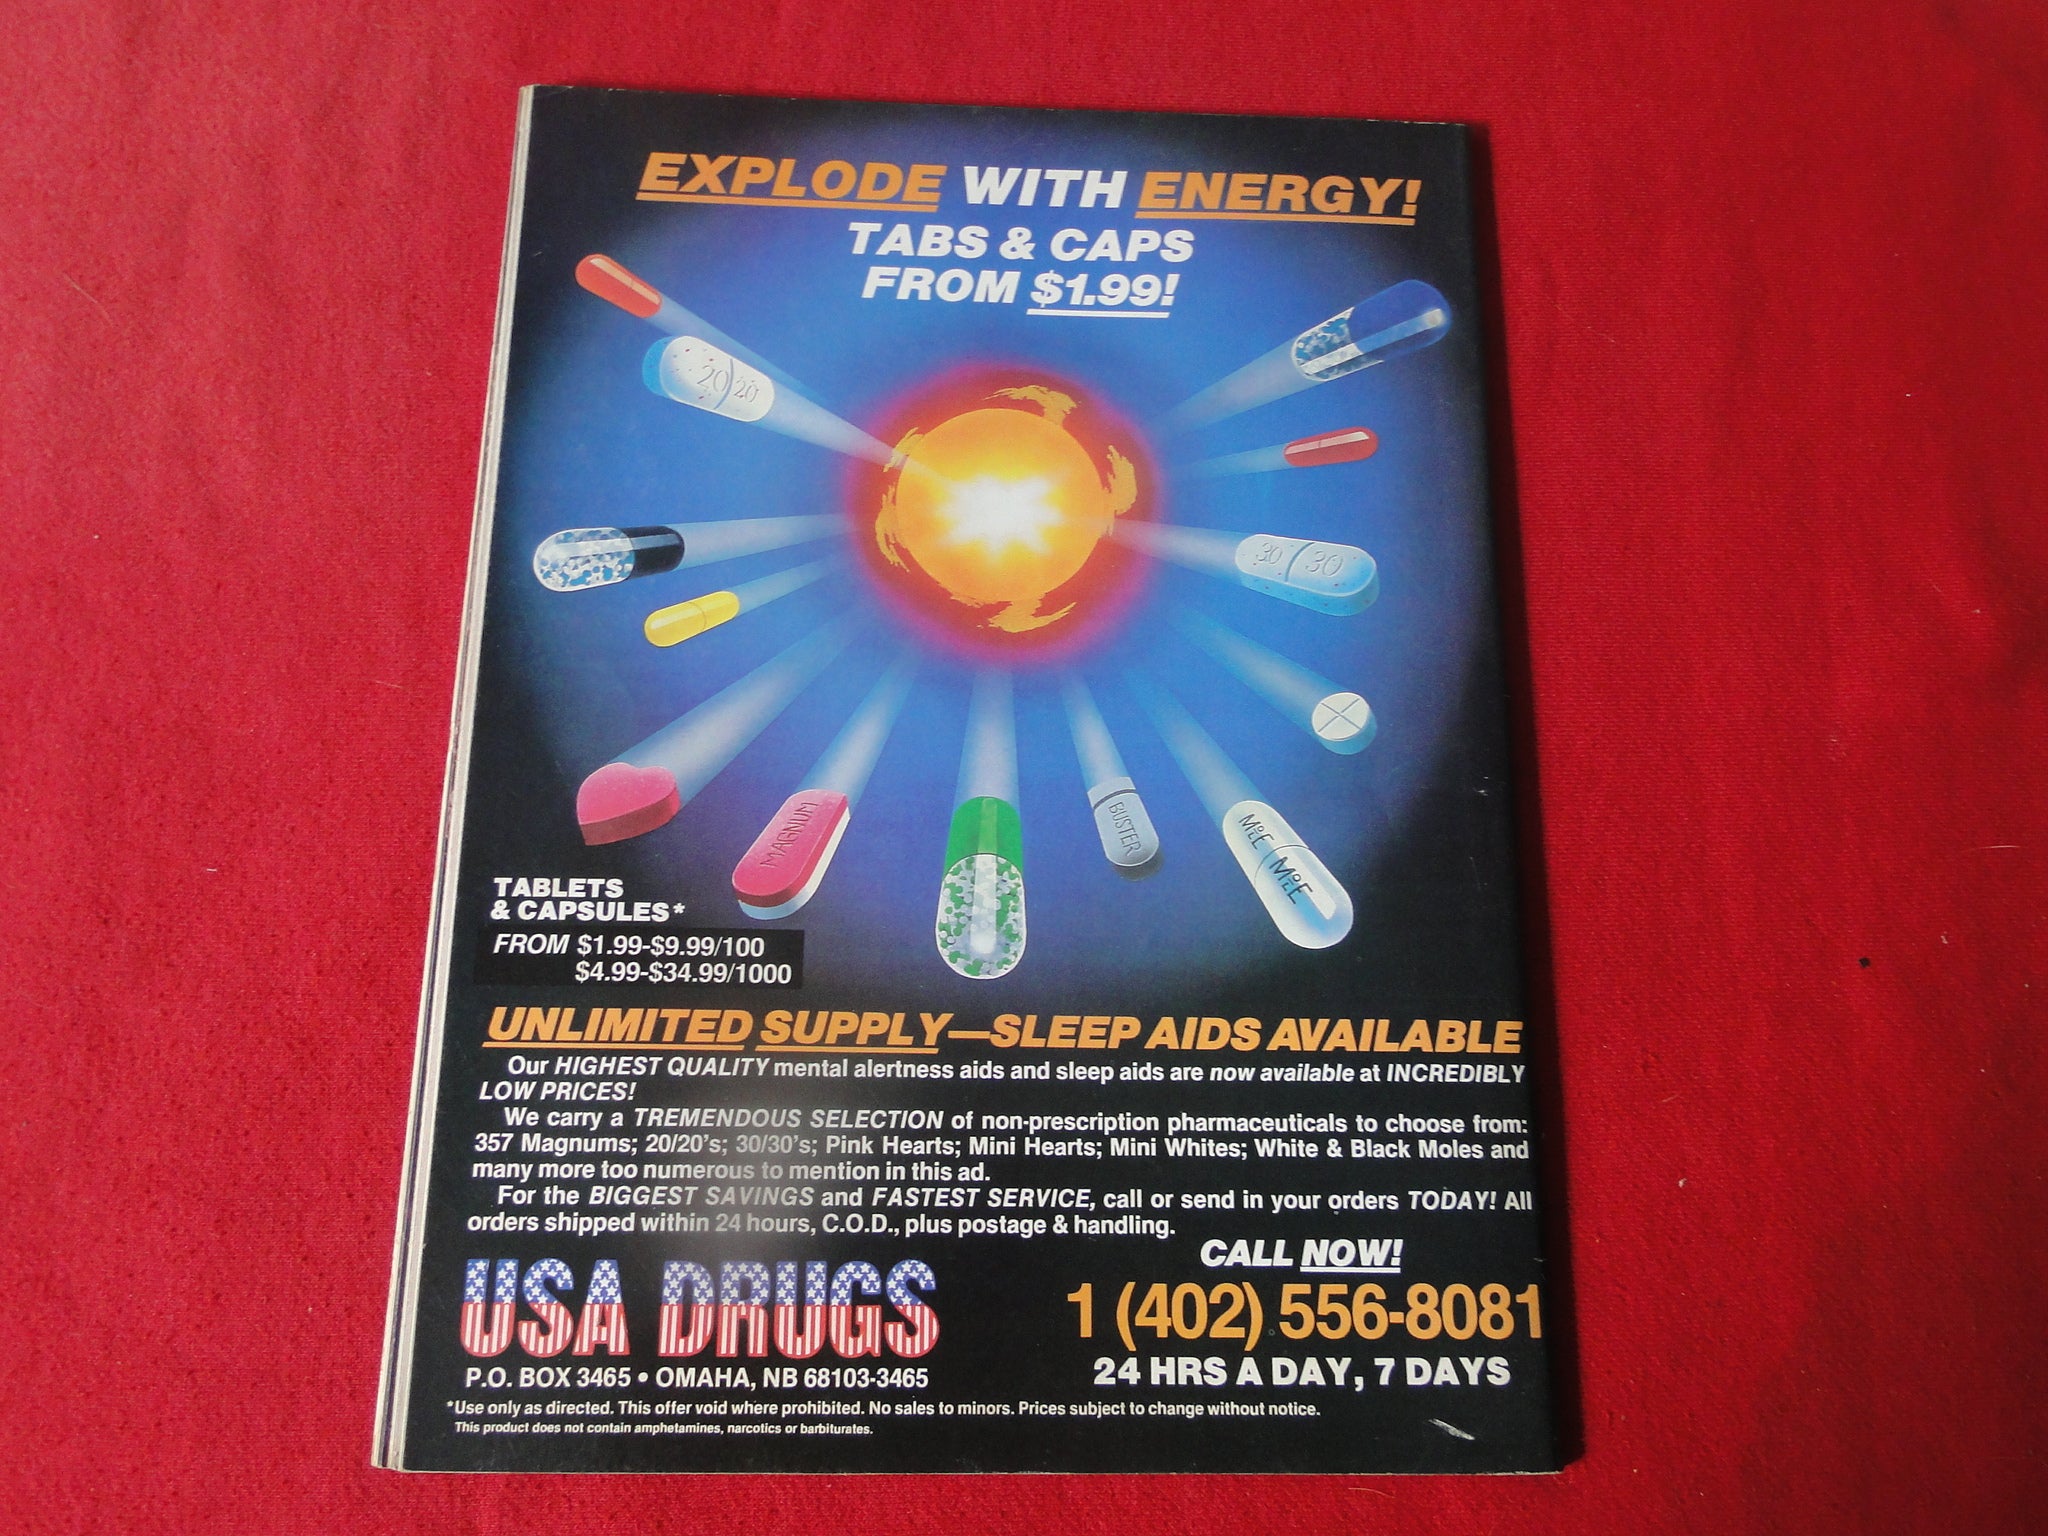 EXPLODE WITH ENERGY!
TABS & CAPS
FROM $1.99!
20 20
30 30
MAGNUM
BUSTER
MOLE MOLE
TABLETS
& CAPSULES*
FROM $1.99-$9.99/100
$4.99-$34.99/1000
UNLIMITED SUPPLY—SLEEP AIDS AVAILABLE
Our HIGHEST QUALITY mental alertness aids and sleep aids are now available at INCREDIBLY
LOW PRICES!
We carry a TREMENDOUS SELECTION of non-prescription pharmaceuticals to choose from:
357 Magnums; 20/20's; 30/30's; Pink Hearts; Mini Hearts; Mini Whites; White & Black Moles and
many more too numerous to mention in this ad.
For the BIGGEST SAVINGS and FASTEST SERVICE, call or send in your orders TODAY! All
orders shipped within 24 hours, C.O.D., plus postage & handling.
CALL NOW!
USA DRUGS
1 (402) 556-8081
P.O. BOX 3465 • OMAHA, NB 68103-3465
24 HRS A DAY, 7 DAYS
*Use only as directed. This offer void where prohibited. No sales to minors. Prices subject to change without notice.
This product does not contain amphetamines, narcotics or barbiturates.